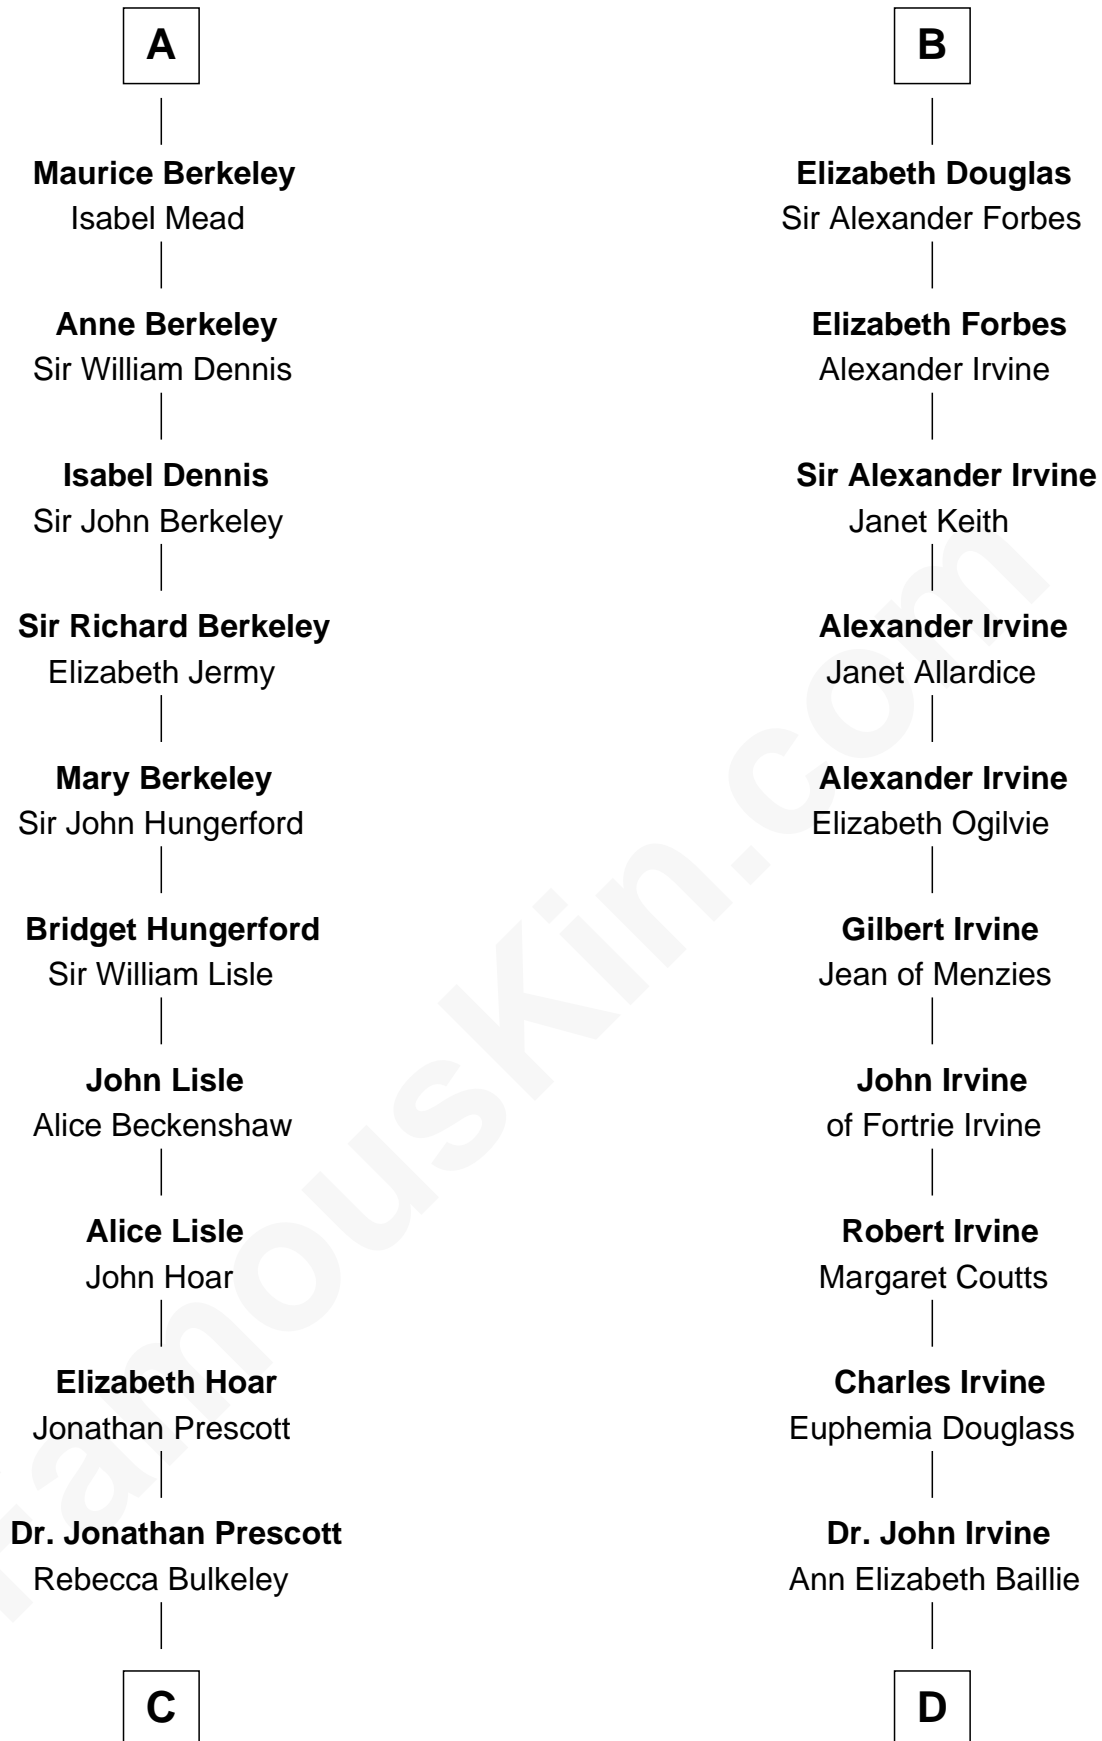 A
Maurice Berkeley
Isabel Mead
Anne Berkeley
Sir William Dennis
Isabel Dennis
Sir John Berkeley
Sir Richard Berkeley
Elizabeth Jermy
Mary Berkeley
Sir John Hungerford
Bridget Hungerford
Sir William Lisle
John Lisle
Alice Beckenshaw
Alice Lisle
John Hoar
Elizabeth Hoar
Jonathan Prescott
Dr. Jonathan Prescott
Rebecca Bulkeley
C
B
Elizabeth Douglas
Sir Alexander Forbes
Elizabeth Forbes
Alexander Irvine
Sir Alexander Irvine
Janet Keith
Alexander Irvine
Janet Allardice
Alexander Irvine
Elizabeth Ogilvie
Gilbert Irvine
Jean of Menzies
John Irvine
of Fortrie Irvine
Robert Irvine
Margaret Coutts
Charles Irvine
Euphemia Douglass
Dr. John Irvine
Ann Elizabeth Baillie
D
FamousKin.com